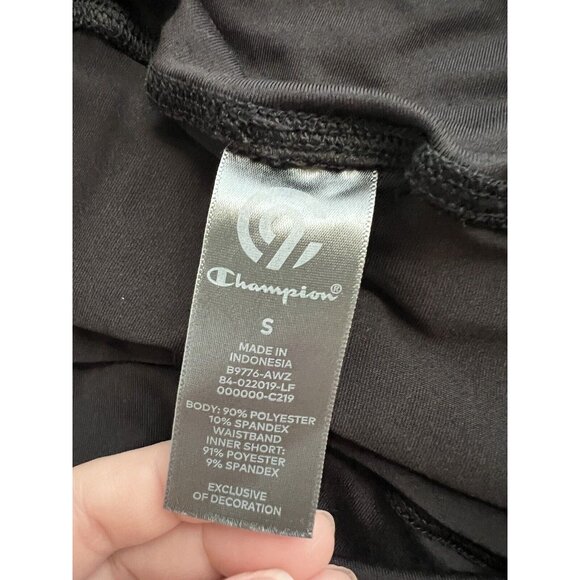 C9
Champion®
S
MADE IN
INDONESIA
B9776-AWZ
84-022019-LF
000000-C219
BODY: 90% POLYESTER
10% SPANDEX
WAISTBAND
INNER SHORT:
91% POYESTER
9% SPANDEX
EXCLUSIVE
OF DECORATION